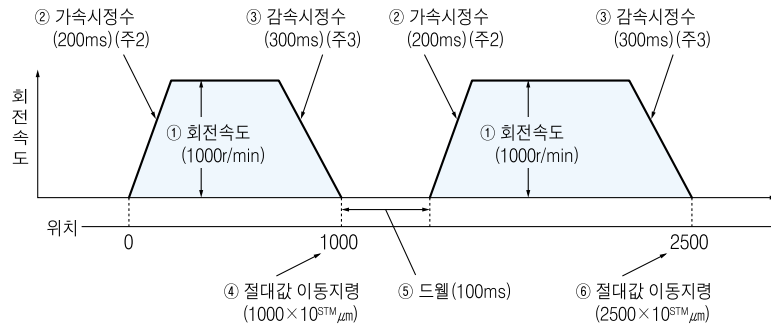 ② 가속시정수
(200ms) (주2)
③ 감속시정수
(300ms) (주3)
② 가속시정수
(200ms) (주2)
③ 감속시정수
(300ms) (주3)
회전속도
① 회전속도
(1000r/min)
① 회전속도
(1000r/min)
위치
0
1000
2500
④ 절대값 이동지령
(1000×10ˢᵀᴹ㎛)
⑤ 드웰(100ms)
⑥ 절대값 이동지령
(2500×10ˢᵀᴹ㎛)